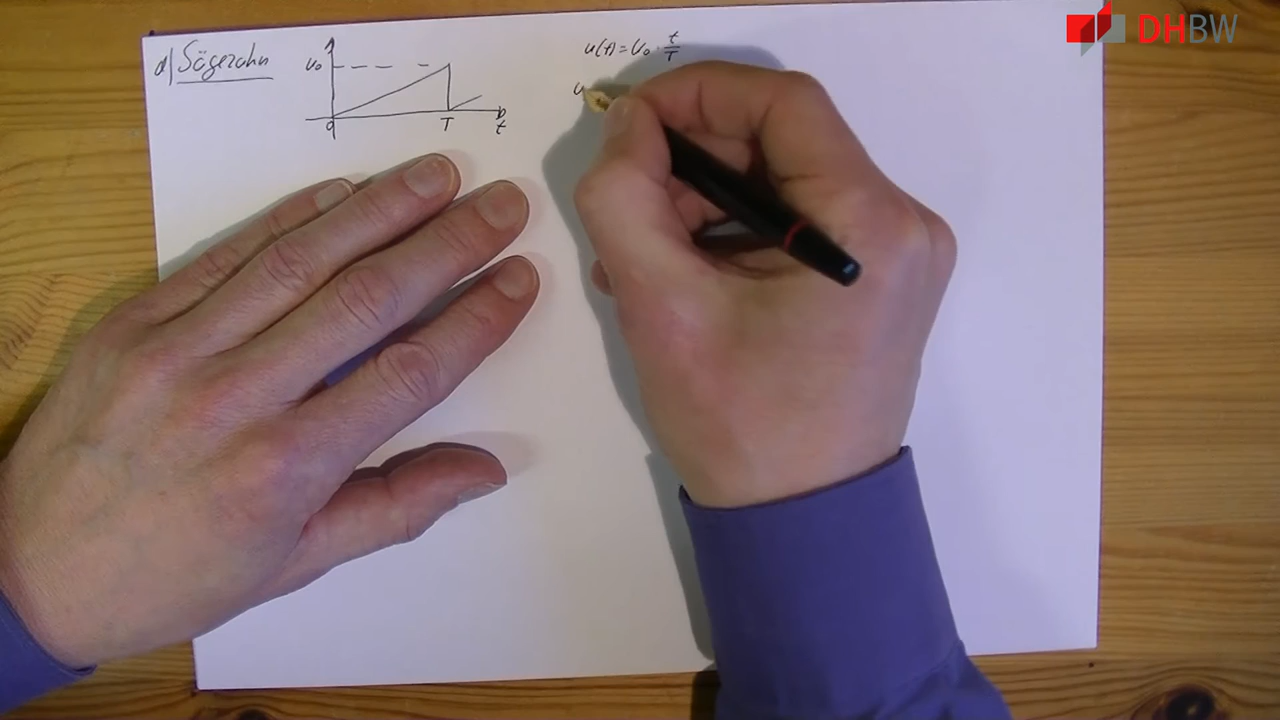 d) Sägezahn
U₀
0
T
t
u(t) = U₀ · t/T
u
DHBW